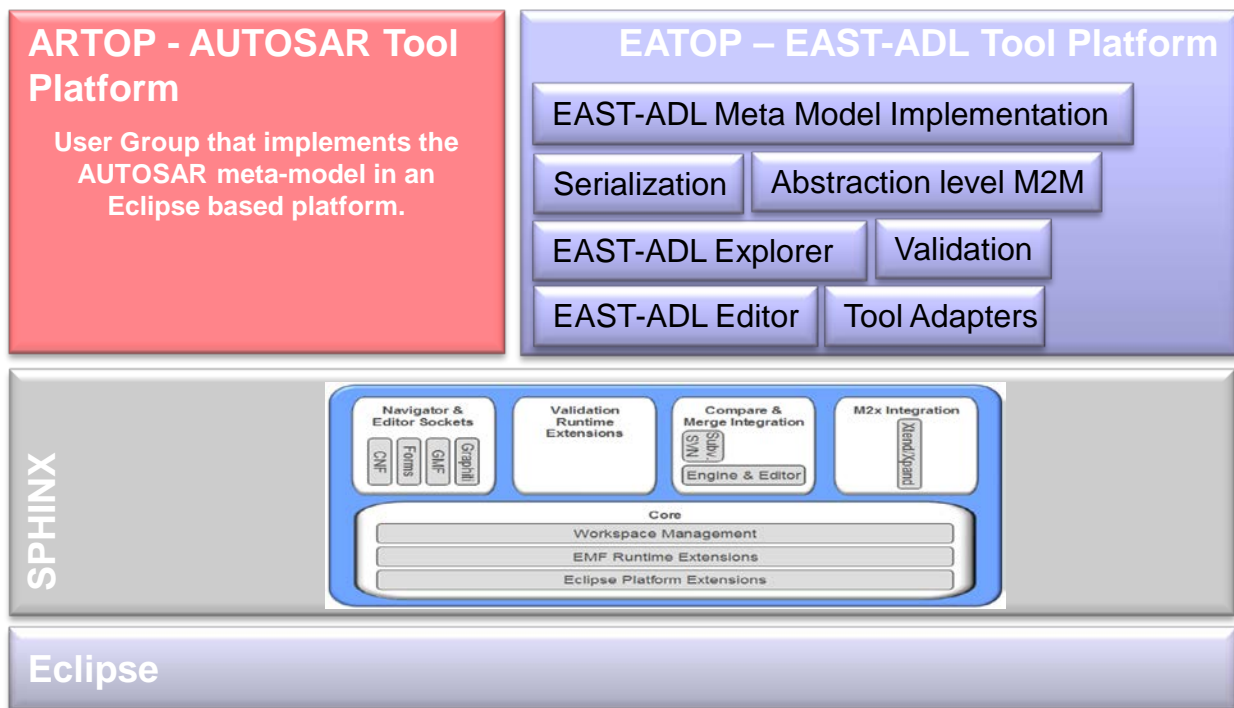 ARTOP - AUTOSAR Tool
Platform
User Group that implements the
AUTOSAR meta-model in an
Eclipse based platform.
EATOP – EAST-ADL Tool Platform
EAST-ADL Meta Model Implementation
Serialization
Abstraction level M2M
EAST-ADL Explorer
Validation
EAST-ADL Editor
Tool Adapters
SPHINX
Navigator &
Editor Sockets
CNF
Forms
GMF
Graphiti
Validation
Runtime
Extensions
Compare &
Merge Integration
Subv.
SVN
Engine & Editor
M2x Integration
Xtend/Xpand
Core
Workspace Management
EMF Runtime Extensions
Eclipse Platform Extensions
Eclipse